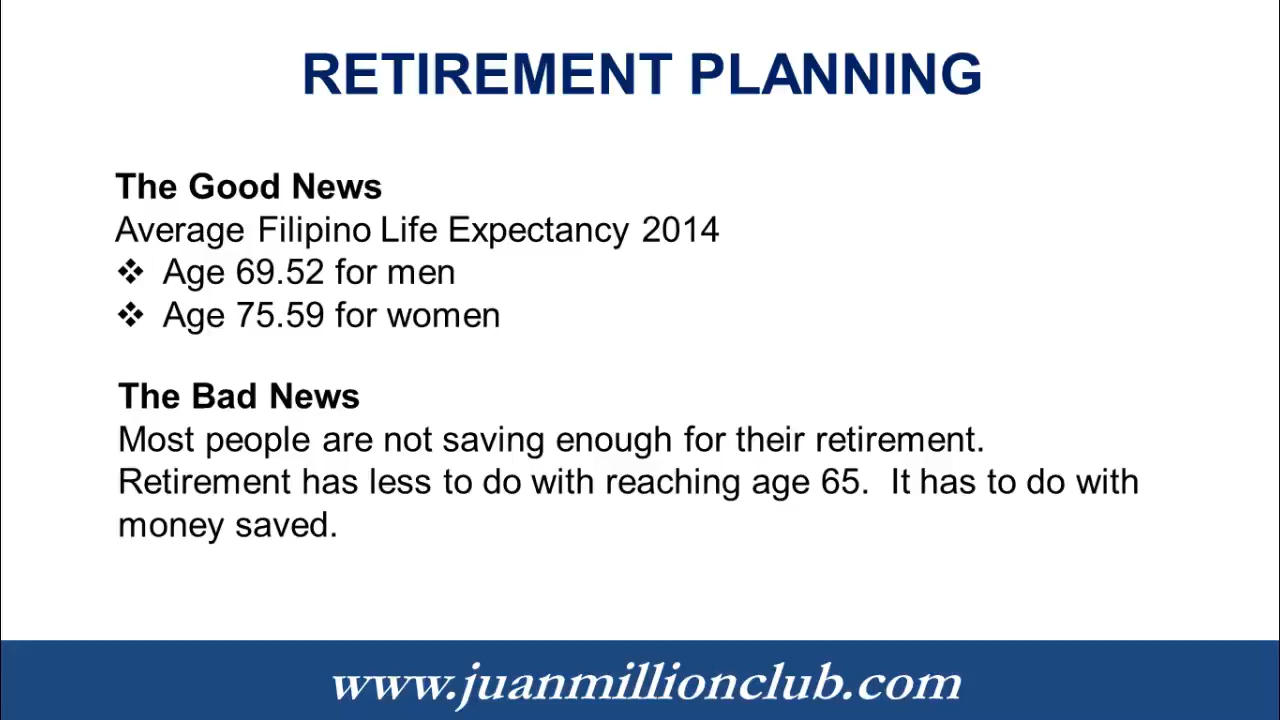 RETIREMENT PLANNING
The Good News
Average Filipino Life Expectancy 2014
❖ Age 69.52 for men
❖ Age 75.59 for women
The Bad News
Most people are not saving enough for their retirement.
Retirement has less to do with reaching age 65.  It has to do with
money saved.
www.juanmillionclub.com